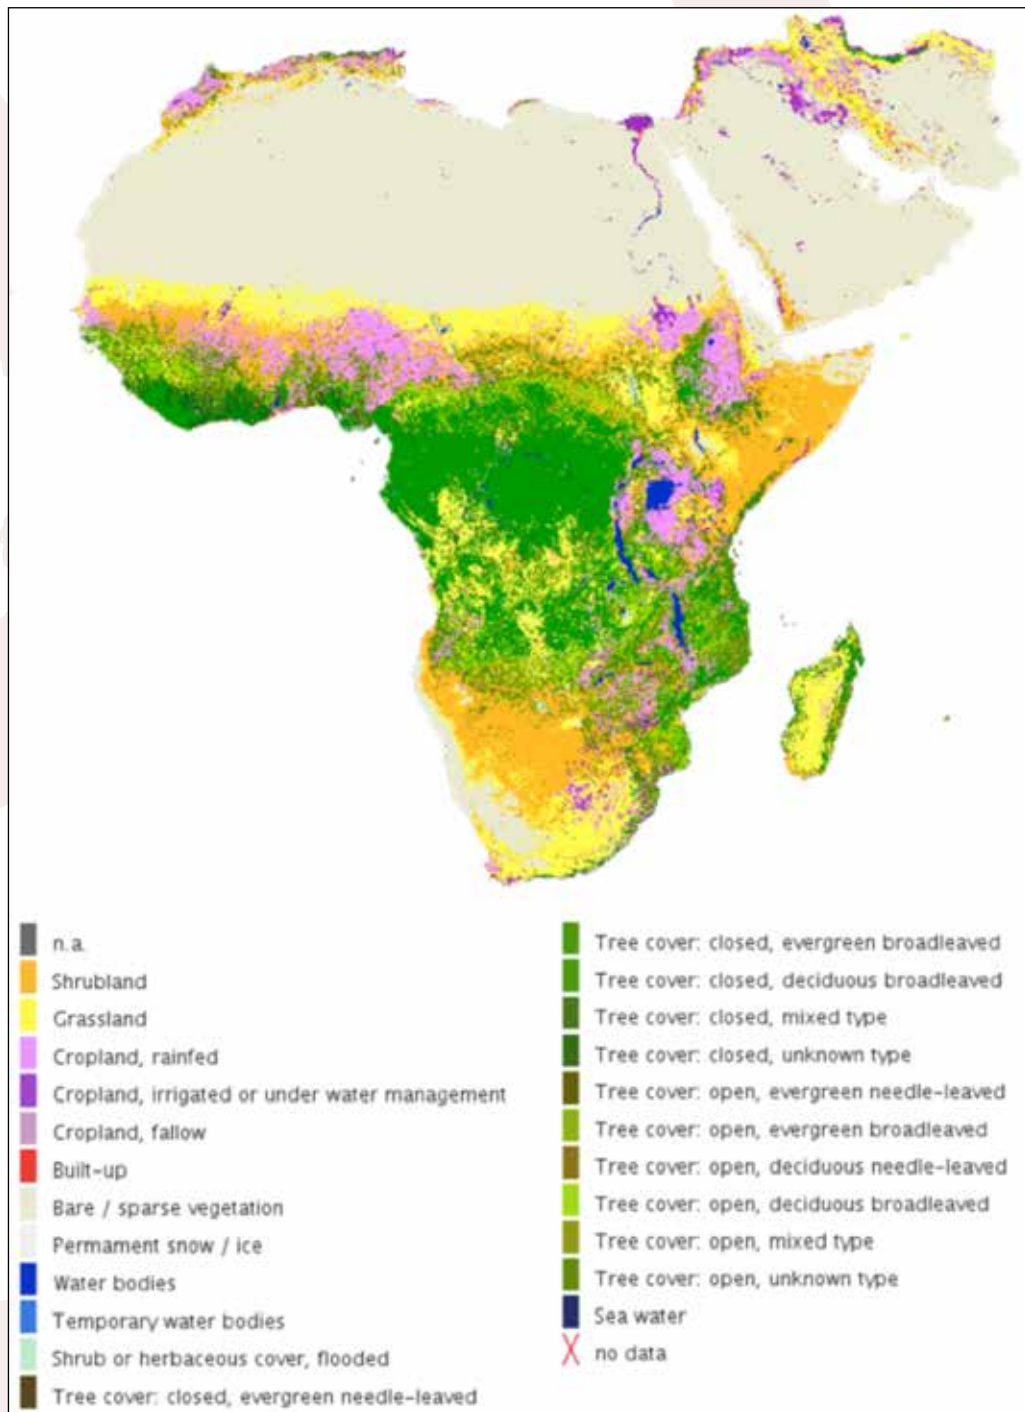 n.a.
Shrubland
Grassland
Cropland, rainfed
Cropland, irrigated or under water management
Cropland, fallow
Built-up
Bare / sparse vegetation
Permament snow / ice
Water bodies
Temporary water bodies
Shrub or herbaceous cover, flooded
Tree cover: closed, evergreen needle-leaved
Tree cover: closed, evergreen broadleaved
Tree cover: closed, deciduous broadleaved
Tree cover: closed, mixed type
Tree cover: closed, unknown type
Tree cover: open, evergreen needle-leaved
Tree cover: open, evergreen broadleaved
Tree cover: open, deciduous needle-leaved
Tree cover: open, deciduous broadleaved
Tree cover: open, mixed type
Tree cover: open, unknown type
Sea water
no data